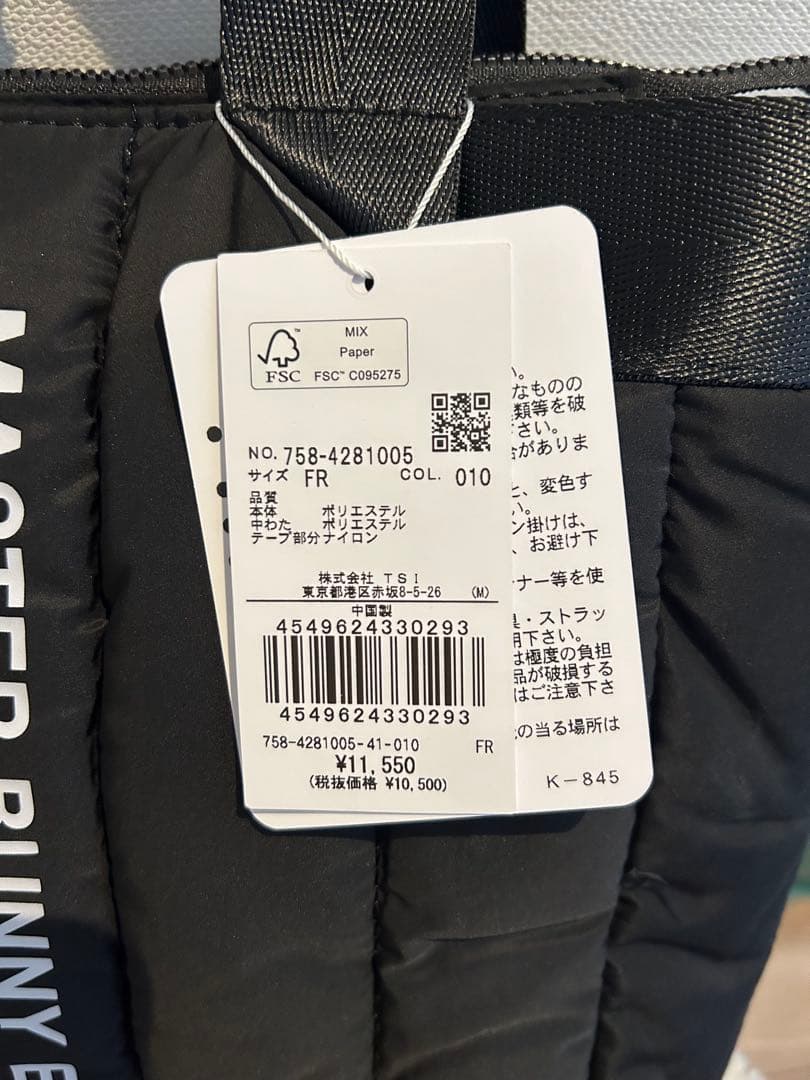 MIX
Paper
FSC™ C095275
FSC
NO. 758-4281005
サイズ FR COL. 010
品質
本体 ポリエステル
中わた ポリエステル
テープ部分ナイロン
株式会社 TSI
東京都港区赤坂8-5-26 (M)
中国製
4549624330293
4549624330293
758-4281005-41-010 FR
¥11,550
(税抜価格 ¥10,500)
い。
なものの
類等を破
さい。
合がありま
と、変色す
い。
ン掛けは、
、お避け下
ナー等を使
具・ストラッ
用下さい。
は極度の負担
品が破損する
はご注意下さ
の当る場所は
K-845
MASTER BUNNY E